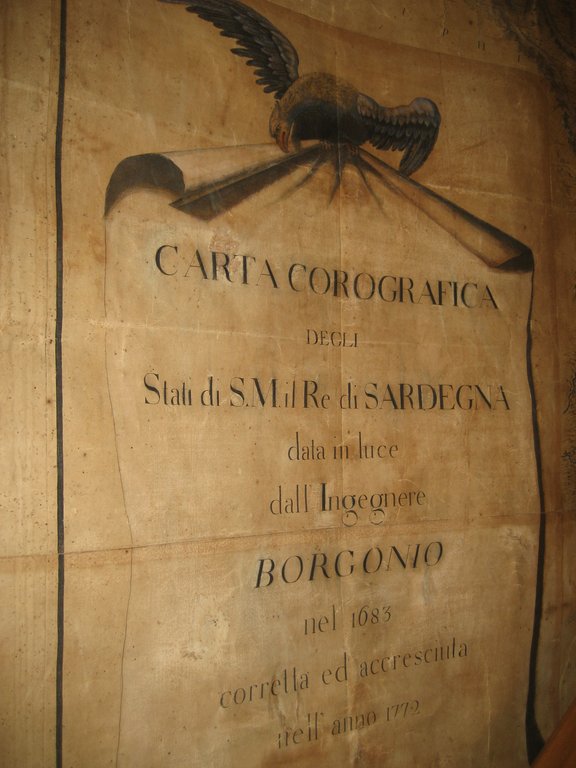 CARTA COROGRAFICA
DEGLI
Stati di S.M.il Re di SARDEGNA
data in luce
dall' Ingegnere
BORGONIO
nel 1683
corretta ed accresciuta
nell' anno 1772